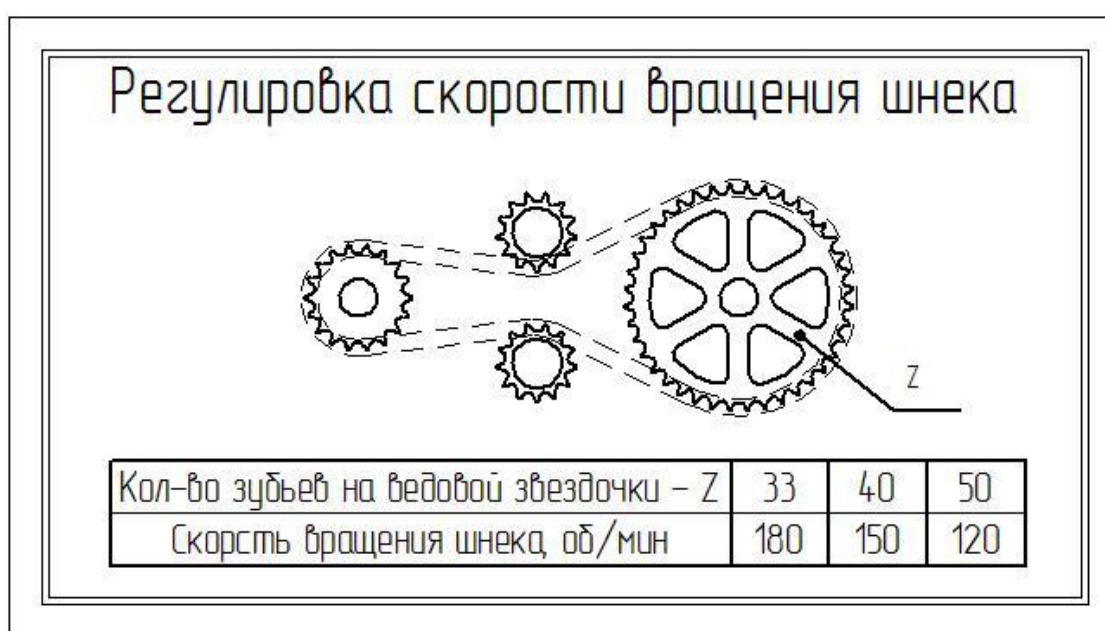 Регулировка скорости вращения шнека
Z
Кол-во зубьев на ведовой звездочки - Z 33 40 50
Скорсть вращения шнека, об/мин 180 150 120